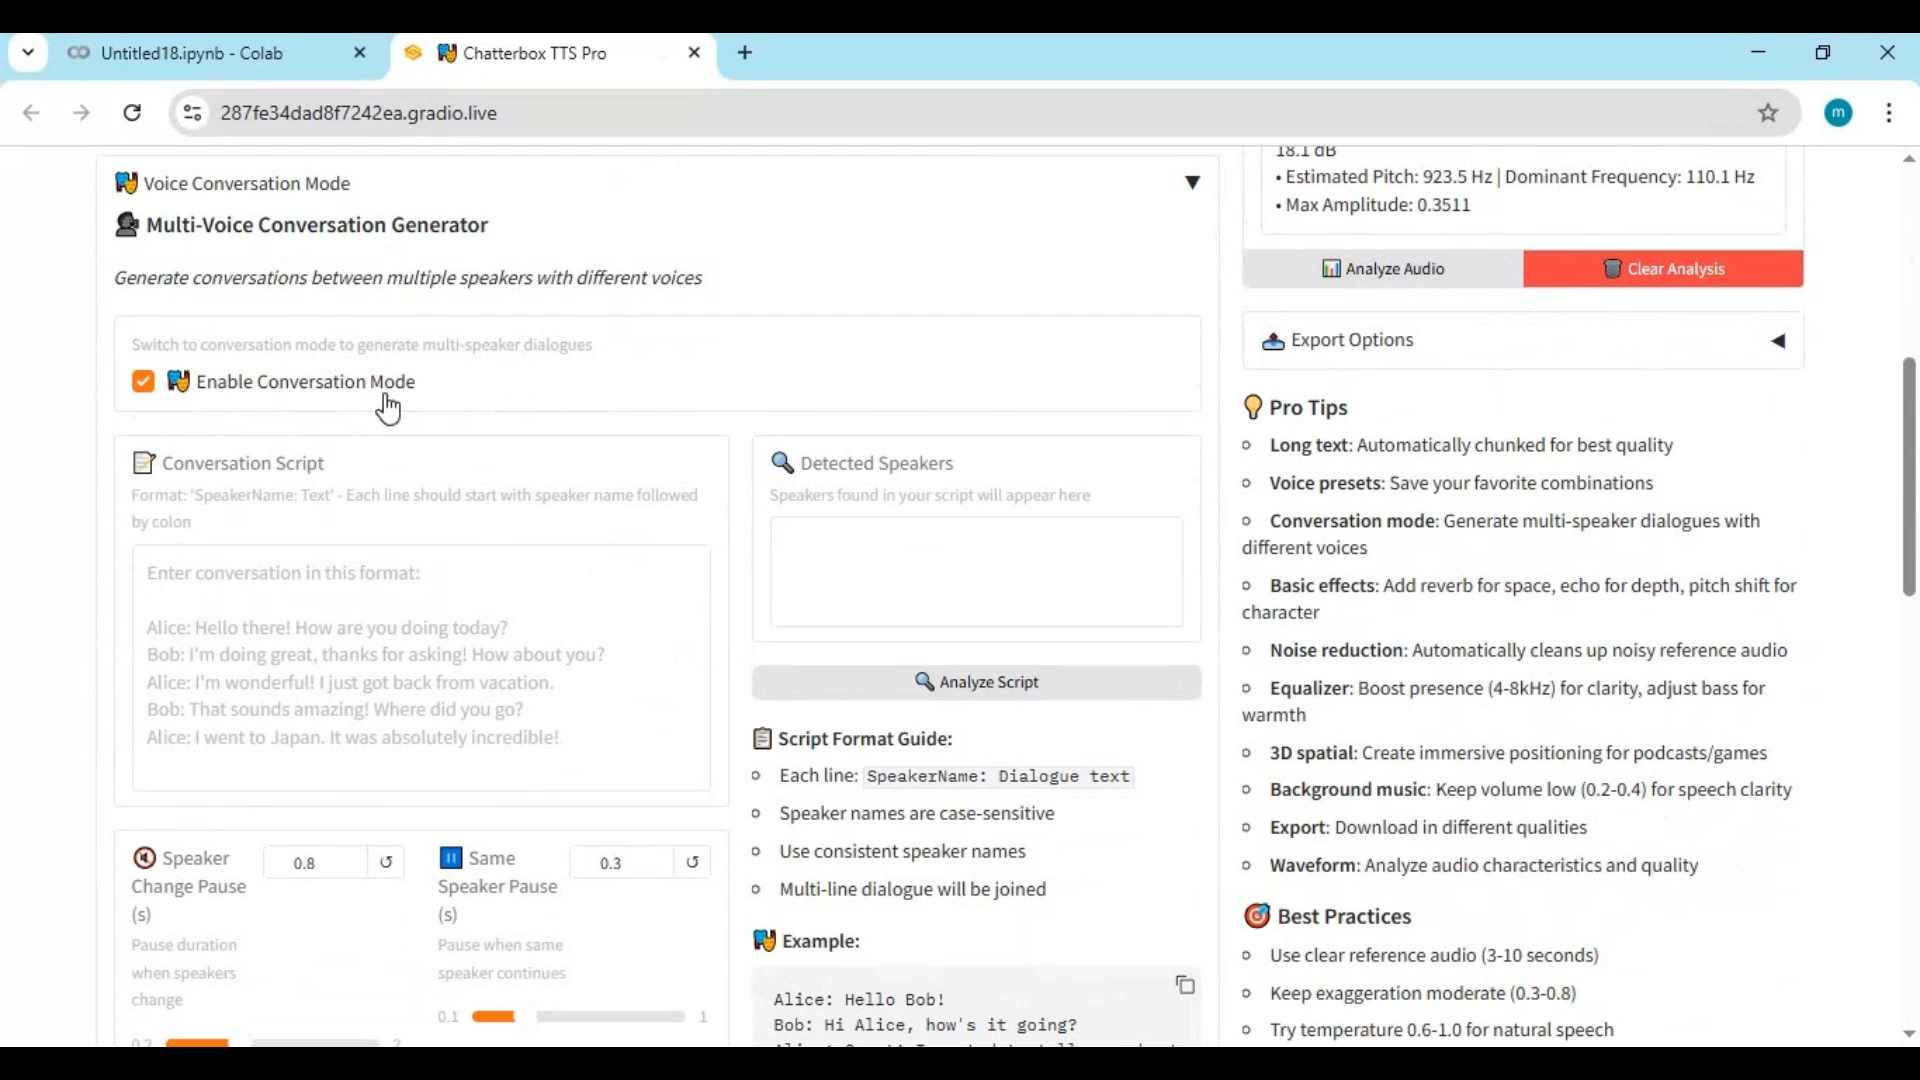 Untitled18.ipynb - Colab
Chatterbox TTS Pro
287fe34dad8f7242ea.gradio.live
m
Voice Conversation Mode
Multi-Voice Conversation Generator
Generate conversations between multiple speakers with different voices
Switch to conversation mode to generate multi-speaker dialogues
Enable Conversation Mode
Conversation Script
Format: 'SpeakerName: Text' - Each line should start with speaker name followed
by colon
Enter conversation in this format:
Alice: Hello there! How are you doing today?
Bob: I'm doing great, thanks for asking! How about you?
Alice: I'm wonderful! I just got back from vacation.
Bob: That sounds amazing! Where did you go?
Alice: I went to Japan. It was absolutely incredible!
Speaker
Change Pause
(s)
0.8
Pause duration
when speakers
change
0.2
2
Same
Speaker Pause
(s)
0.3
Pause when same
speaker continues
0.1
1
Detected Speakers
Speakers found in your script will appear here
Analyze Script
Script Format Guide:
Each line: SpeakerName: Dialogue text
Speaker names are case-sensitive
Use consistent speaker names
Multi-line dialogue will be joined
Example:
Alice: Hello Bob!
Bob: Hi Alice, how's it going?
18.1 dB
• Estimated Pitch: 923.5 Hz | Dominant Frequency: 110.1 Hz
• Max Amplitude: 0.3511
Analyze Audio
Clear Analysis
Export Options
Pro Tips
Long text: Automatically chunked for best quality
Voice presets: Save your favorite combinations
Conversation mode: Generate multi-speaker dialogues with
different voices
Basic effects: Add reverb for space, echo for depth, pitch shift for
character
Noise reduction: Automatically cleans up noisy reference audio
Equalizer: Boost presence (4-8kHz) for clarity, adjust bass for
warmth
3D spatial: Create immersive positioning for podcasts/games
Background music: Keep volume low (0.2-0.4) for speech clarity
Export: Download in different qualities
Waveform: Analyze audio characteristics and quality
Best Practices
Use clear reference audio (3-10 seconds)
Keep exaggeration moderate (0.3-0.8)
Try temperature 0.6-1.0 for natural speech